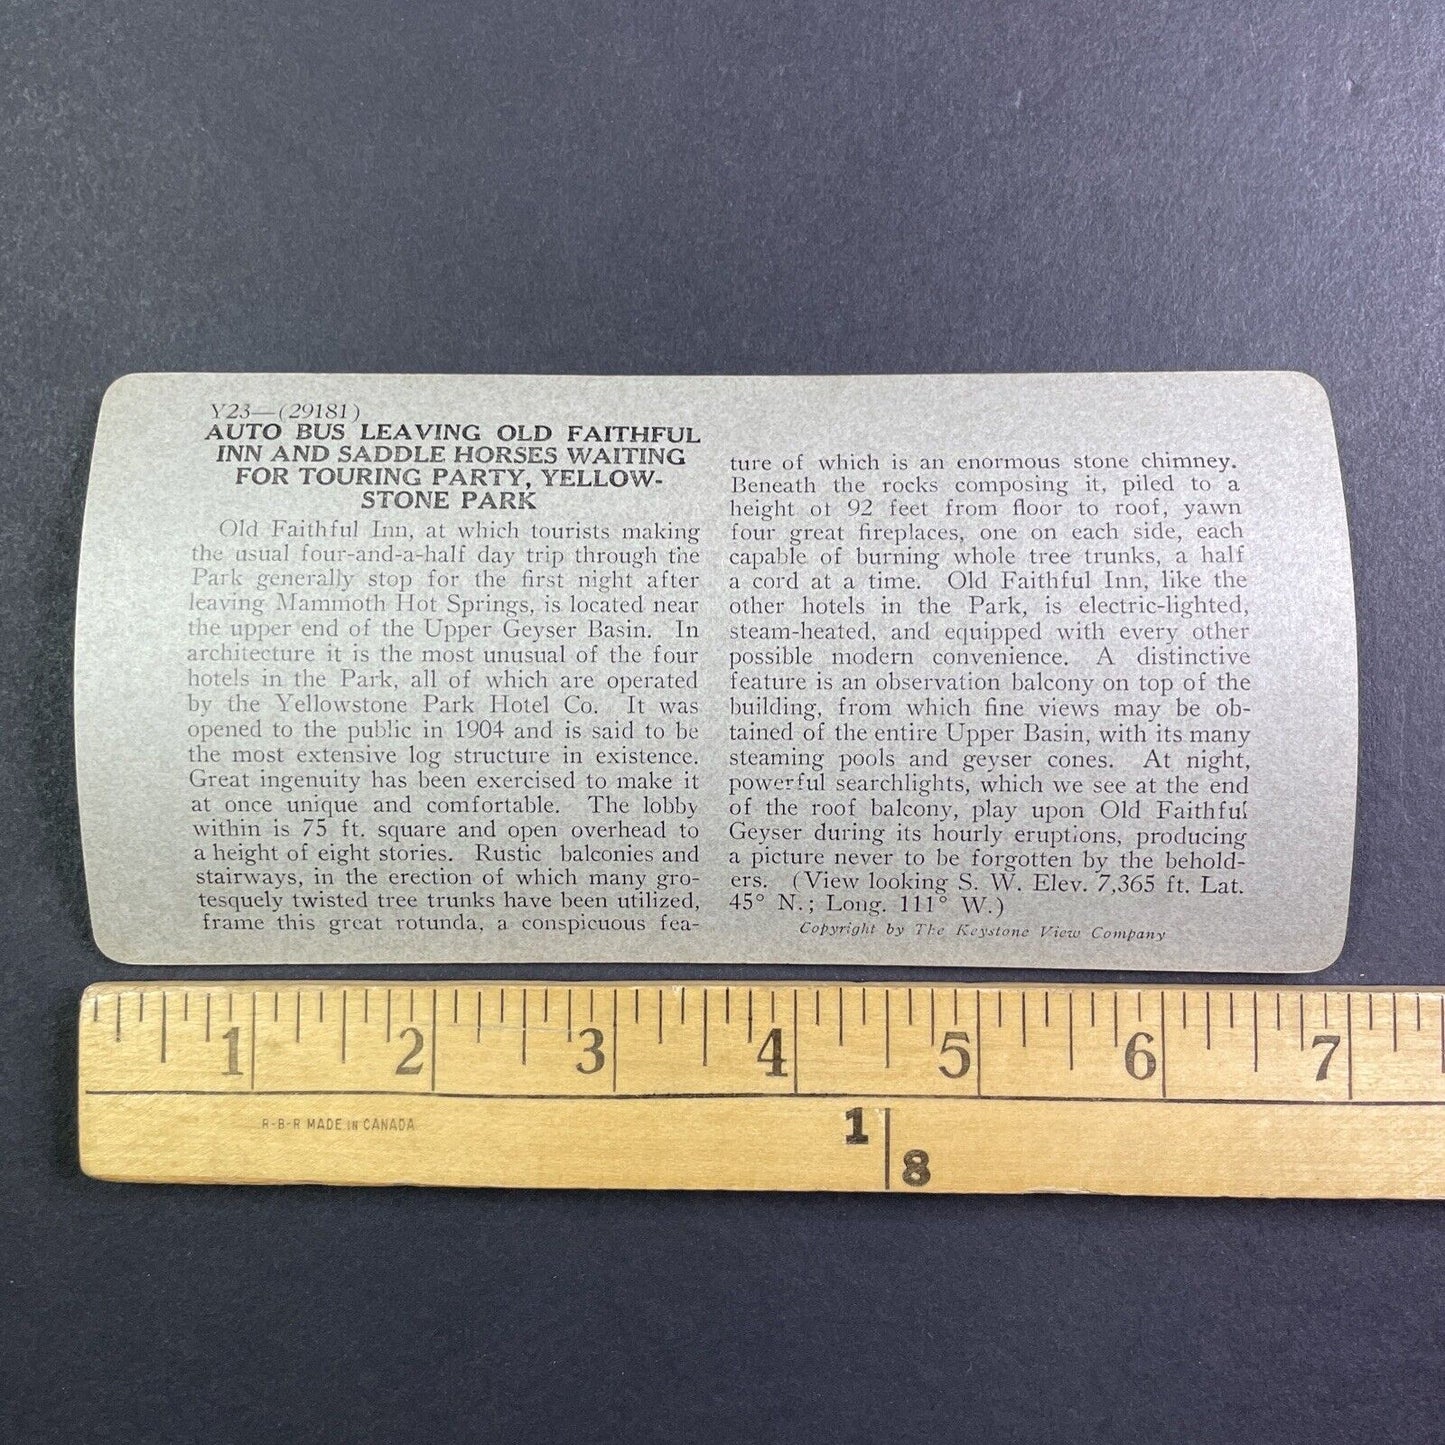 Y23—(29181)
AUTO BUS LEAVING OLD FAITHFUL
INN AND SADDLE HORSES WAITING
FOR TOURING PARTY, YELLOW-
STONE PARK
Old Faithful Inn, at which tourists making
the usual four-and-a-half day trip through the
Park generally stop for the first night after
leaving Mammoth Hot Springs, is located near
the upper end of the Upper Geyser Basin. In
architecture it is the most unusual of the four
hotels in the Park, all of which are operated
by the Yellowstone Park Hotel Co. It was
opened to the public in 1904 and is said to be
the most extensive log structure in existence.
Great ingenuity has been exercised to make it
at once unique and comfortable. The lobby
within is 75 ft. square and open overhead to
a height of eight stories. Rustic balconies and
stairways, in the erection of which many gro-
tesquely twisted tree trunks have been utilized,
frame this great rotunda, a conspicuous fea-
ture of which is an enormous stone chimney.
Beneath the rocks composing it, piled to a
height of 92 feet from floor to roof, yawn
four great fireplaces, one on each side, each
capable of burning whole tree trunks, a half
a cord at a time. Old Faithful Inn, like the
other hotels in the Park, is electric-lighted,
steam-heated, and equipped with every other
possible modern convenience. A distinctive
feature is an observation balcony on top of the
building, from which fine views may be ob-
tained of the entire Upper Basin, with its many
steaming pools and geyser cones. At night,
powerful searchlights, which we see at the end
of the roof balcony, play upon Old Faithful
Geyser during its hourly eruptions, producing
a picture never to be forgotten by the behold-
ers. (View looking S. W. Elev. 7,365 ft. Lat.
45° N.; Long. 111° W.)
Copyright by The Keystone View Company
1 2 3 4 5 6 7
R-B-R MADE IN CANADA
1
8